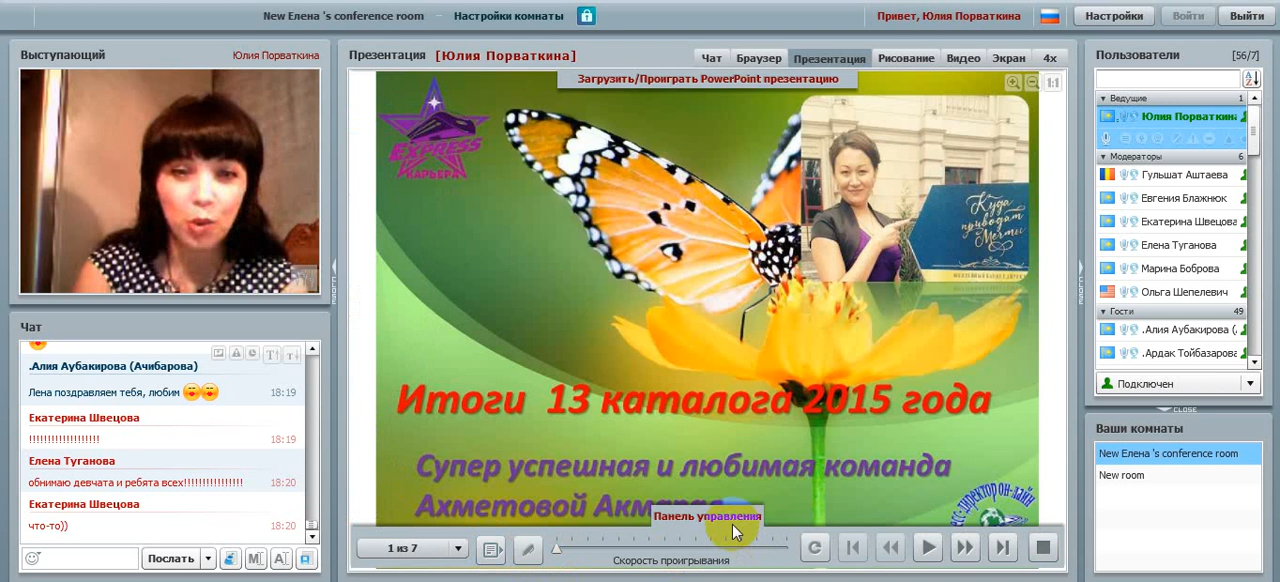 New Елена 's conference room
Настройки комнаты
Привет, Юлия Порваткина
Настройки
Войти
Выйти
Выступающий
Юлия Порваткина
Чат
.Алия Аубакирова (Ачибарова)
Лена поздравляем тебя, любим
18:19
Екатерина Швецова
!!!!!!!!!!!!!!!!!!!
18:19
Елена Туганова
обнимаю девчата и ребята всех!!!!!!!!!!!!!!!!
18:20
Екатерина Швецова
что-то))
18:20
Послать
Презентация [Юлия Порваткина]
Чат
Браузер
Презентация
Рисование
Видео
Экран
4x
Загрузить/Проиграть PowerPoint презентацию
1:1
EXPRESS
КАРЬЕРА
Куда
приводят
Мечты
Итоги 13 каталога 2015 года
Супер успешная и любимая команда
Ахметовой
Панель управления
1 из 7
Скорость проигрывания
Пользователи
[56/7]
Ведущие 1
Юлия Порваткина
Модераторы 6
Гульшат Аштаева
Евгения Блажнюк
Екатерина Швецова
Елена Туганова
Марина Боброва
Ольга Шепелевич
Гости 49
.Алия Аубакирова (
.Ардак Тойбазарова
Подключен
CLOSE
Ваши комнаты
New Елена 's conference room
New room